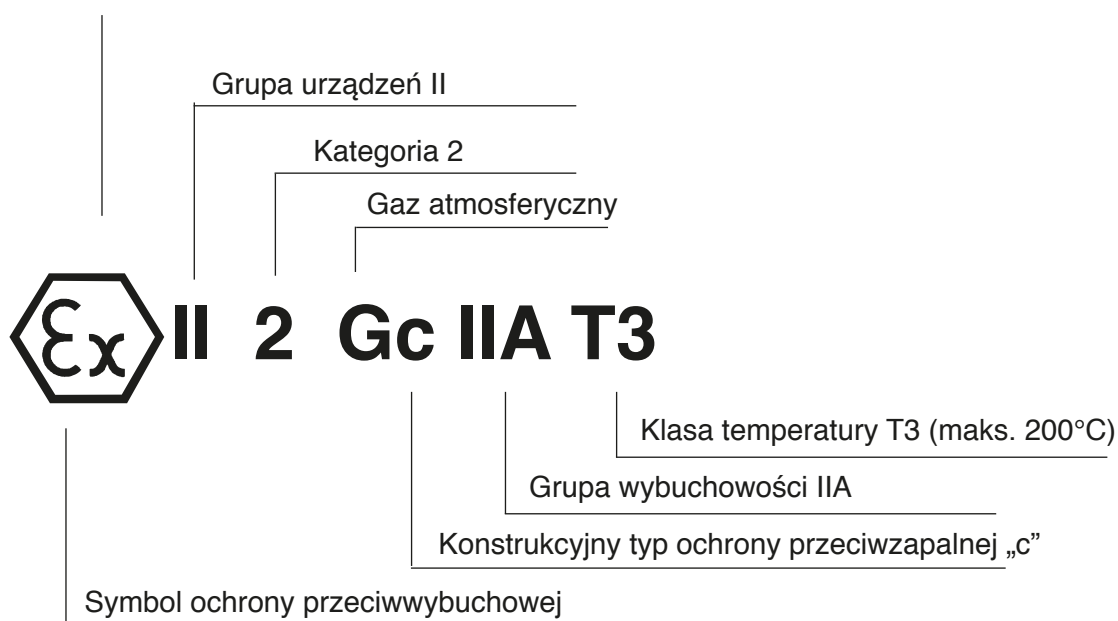 Grupa urządzeń II
Kategoria 2
Gaz atmosferyczny
Ex II 2 Gc IIA T3
Klasa temperatury T3 (maks. 200°C)
Grupa wybuchowości IIA
Konstrukcyjny typ ochrony przeciwzapalnej „c”
Symbol ochrony przeciwwybuchowej